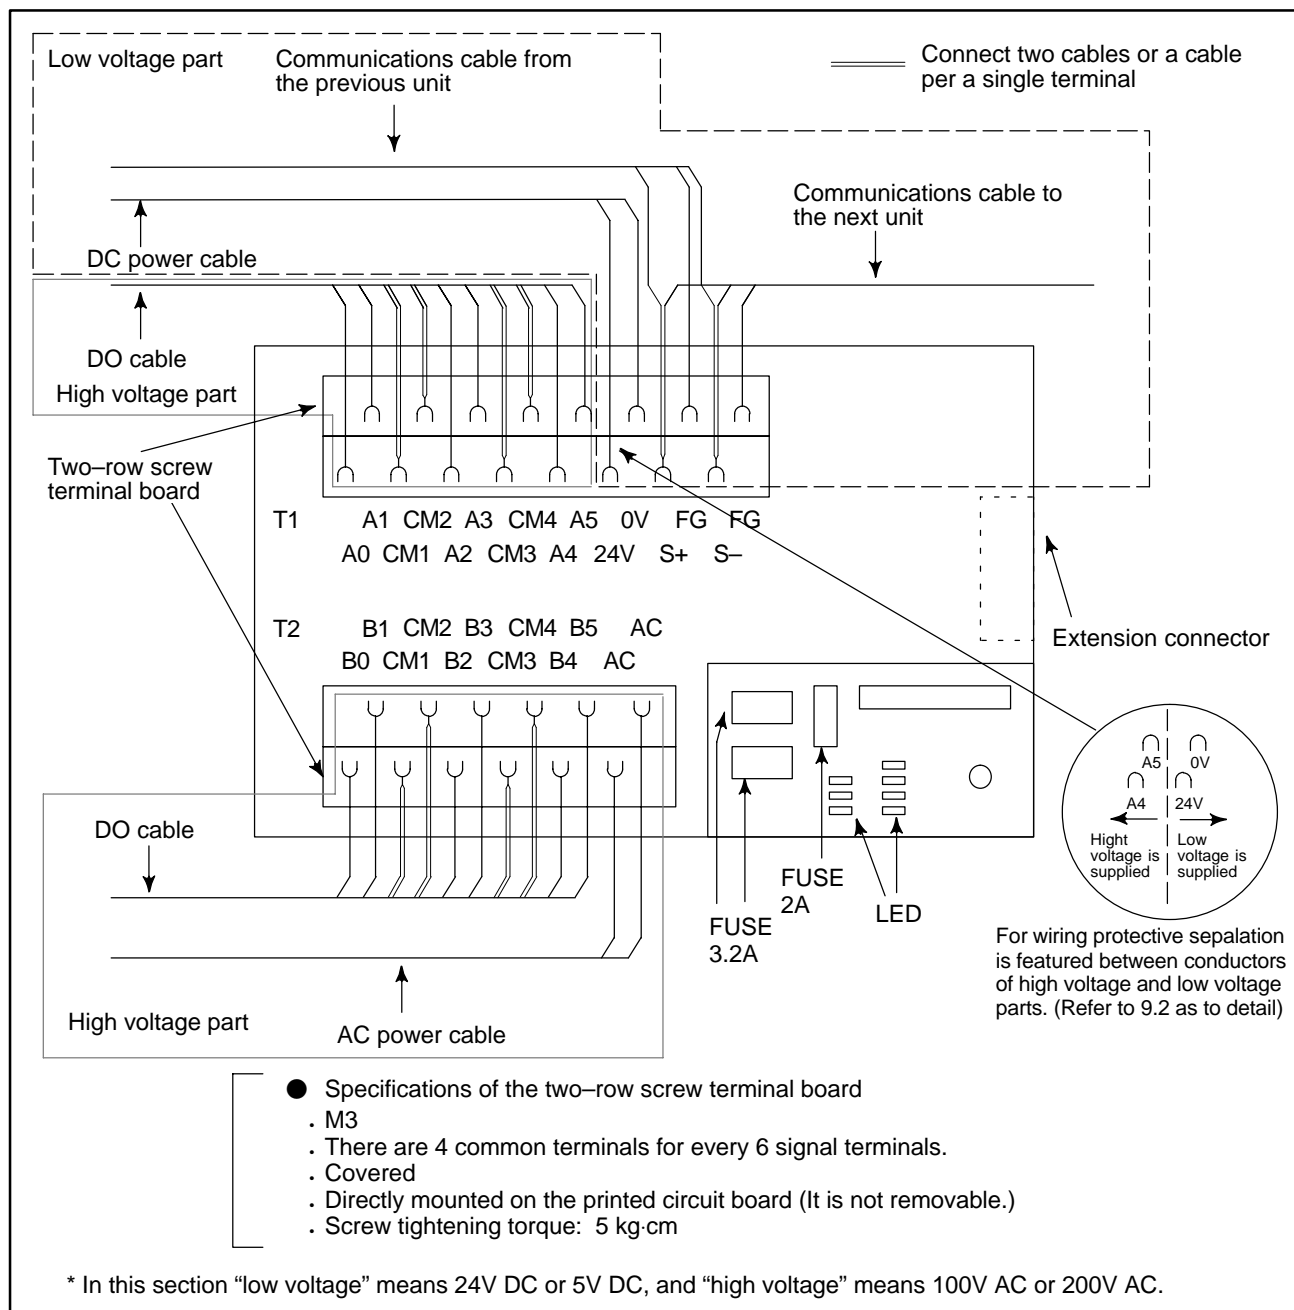 Low voltage part
Communications cable from
the previous unit
Connect two cables or a cable
per a single terminal
Communications cable to
the next unit
DC power cable
DO cable
High voltage part
Two–row screw
terminal board
T1 A1 CM2 A3 CM4 A5 0V FG FG
A0 CM1 A2 CM3 A4 24V S+ S–
T2 B1 CM2 B3 CM4 B5 AC
B0 CM1 B2 CM3 B4 AC
Extension connector
A5 0V
A4 24V
Hight
voltage is
supplied
Low
voltage is
supplied
DO cable
FUSE
2A
LED
FUSE
3.2A
For wiring protective sepalation
is featured between conductors
of high voltage and low voltage
parts. (Refer to 9.2 as to detail)
High voltage part
AC power cable
● Specifications of the two–row screw terminal board
. M3
. There are 4 common terminals for every 6 signal terminals.
. Covered
. Directly mounted on the printed circuit board (It is not removable.)
. Screw tightening torque: 5 kg·cm
* In this section “low voltage” means 24V DC or 5V DC, and “high voltage” means 100V AC or 200V AC.